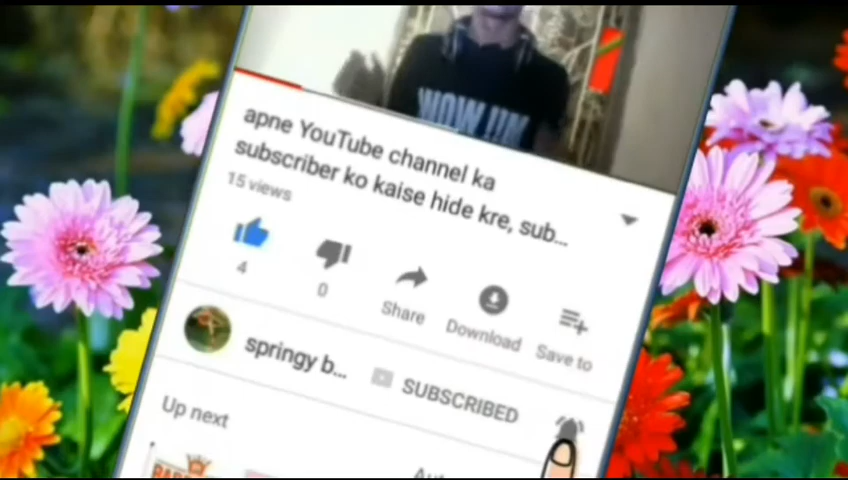 WOW !!!
apne YouTube channel ka
subscriber ko kaise hide kre, sub...
15 views
4
0
Share
Download
Save to
springy b...
SUBSCRIBED
Up next